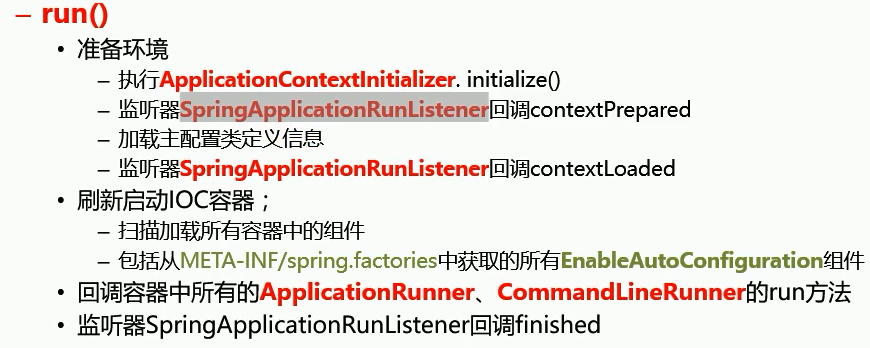 – run()
• 准备环境
– 执行ApplicationContextInitializer. initialize()
– 监听器SpringApplicationRunListener回调contextPrepared
– 加载主配置类定义信息
– 监听器SpringApplicationRunListener回调contextLoaded
• 刷新启动IOC容器；
– 扫描加载所有容器中的组件
– 包括从META-INF/spring.factories中获取的所有EnableAutoConfiguration组件
• 回调容器中所有的ApplicationRunner、CommandLineRunner的run方法
• 监听器SpringApplicationRunListener回调finished